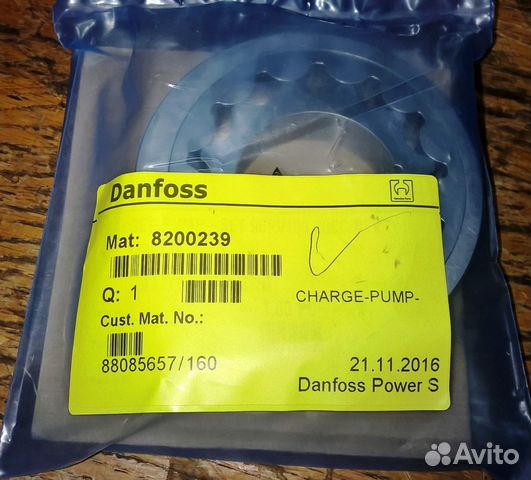 Danfoss
Mat: 8200239
Q: 1
CHARGE-PUMP-
Cust. Mat. No.:
88085657/160
21.11.2016
Danfoss Power S
Avito